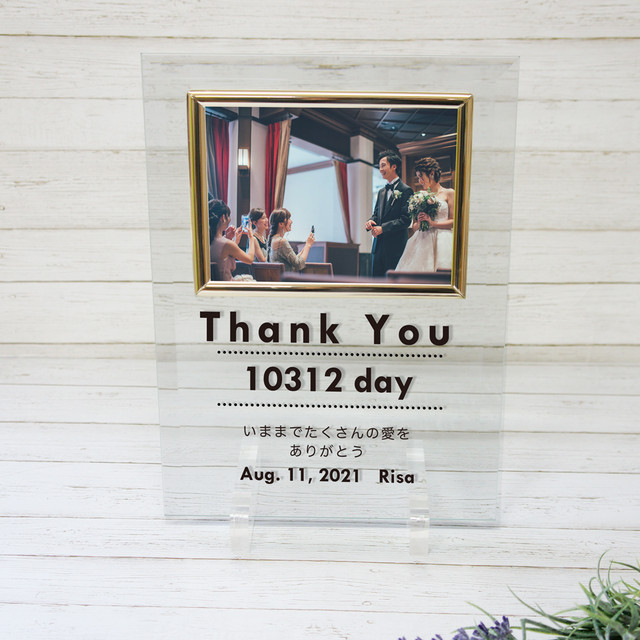 Thank You
10312 day
いままでたくさんの愛を
ありがとう
Aug. 11, 2021 Risa